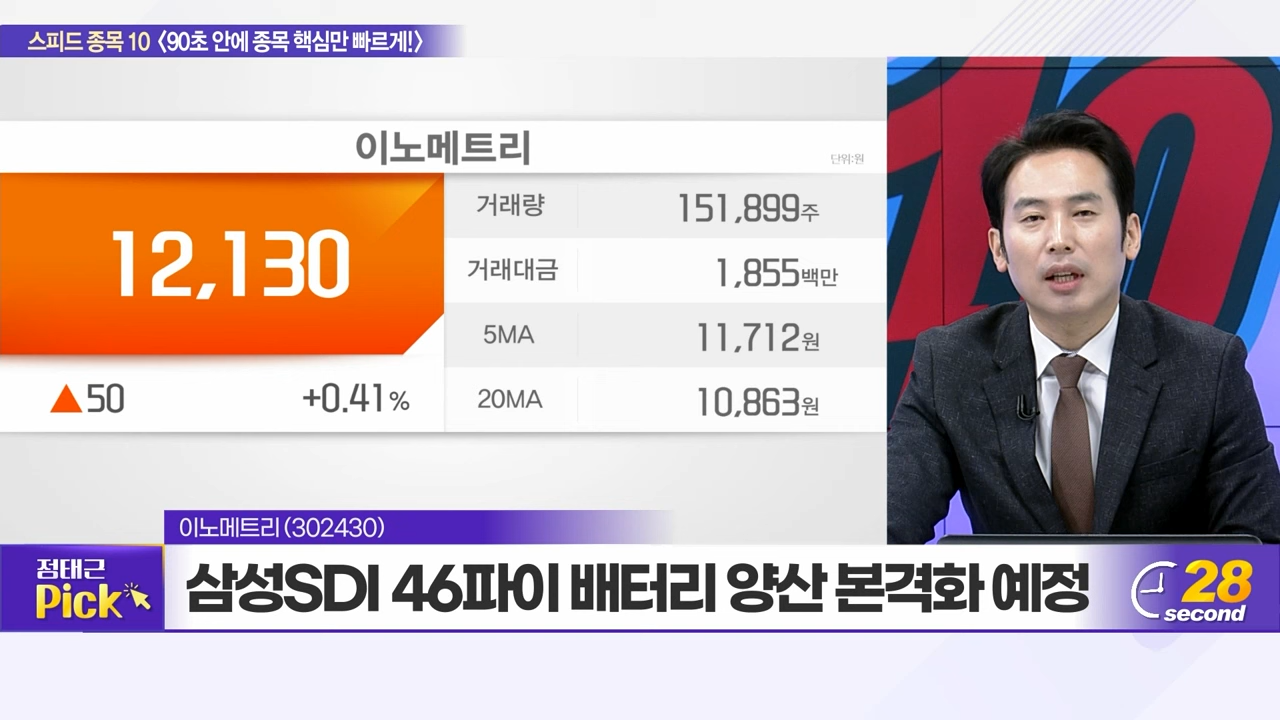 스피드 종목 10 〈90초 안에 종목 핵심만 빠르게!〉
이노메트리
단위:원
12,130
▲50 +0.41%
거래량 151,899주
거래대금 1,855백만
5MA 11,712원
20MA 10,863원
10
이노메트리(302430)
정태근
Pick
삼성SDI 46파이 배터리 양산 본격화 예정
28
second